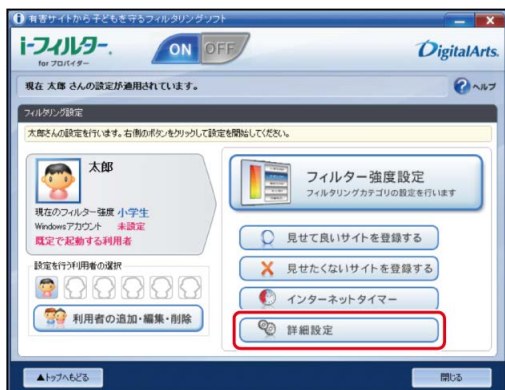 有害サイトから子どもを守るフィルタリングソフト
i-フィルター®
for プロバイダー
ON OFF
DigitalArts.
現在 太郎 さんの設定が適用されています。
ヘルプ
フィルタリング設定
太郎さんの設定を行います。右側のボタンをクリックして設定を開始してください。
太郎
現在のフィルター強度 小学生
Windowsアカウント 未設定
既定で起動する利用者
設定を行う利用者の選択
利用者の追加・編集・削除
フィルター強度設定
フィルタリングカテゴリの設定を行います
見せて良いサイトを登録する
見せたくないサイトを登録する
インターネットタイマー
詳細設定
▲トップへもどる
閉じる